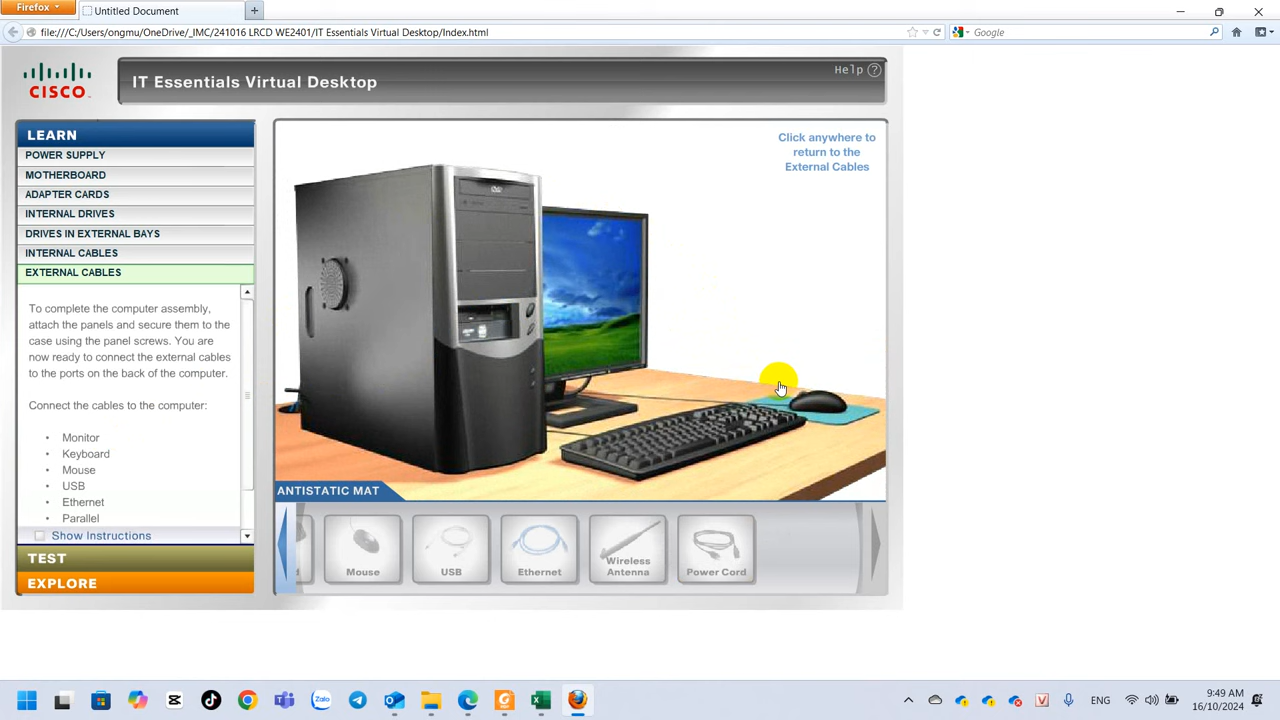 Firefox
Untitled Document
file:///C:/Users/ongmu/OneDrive/_IMC/241016 LRCD WE2401/IT Essentials Virtual Desktop/Index.html
Google
CISCO
IT Essentials Virtual Desktop
Help ?
LEARN
POWER SUPPLY
MOTHERBOARD
ADAPTER CARDS
INTERNAL DRIVES
DRIVES IN EXTERNAL BAYS
INTERNAL CABLES
EXTERNAL CABLES
To complete the computer assembly,
attach the panels and secure them to the
case using the panel screws. You are
now ready to connect the external cables
to the ports on the back of the computer.
Connect the cables to the computer:
• Monitor
• Keyboard
• Mouse
• USB
• Ethernet
• Parallel
Show Instructions
TEST
EXPLORE
Click anywhere to
return to the
External Cables
ANTISTATIC MAT
d
Mouse
USB
Ethernet
Wireless
Antenna
Power Cord
Zalo
ENG
9:49 AM
16/10/2024